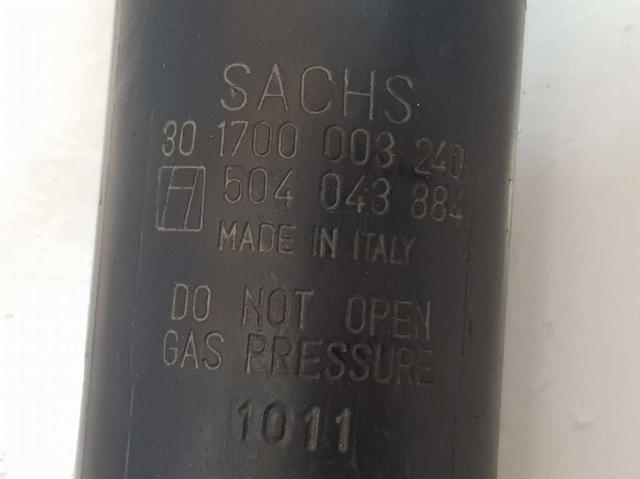 SACHS
30 1700 003 240
504 043 884
MADE IN ITALY
DO NOT OPEN
GAS PRESSURE
1011